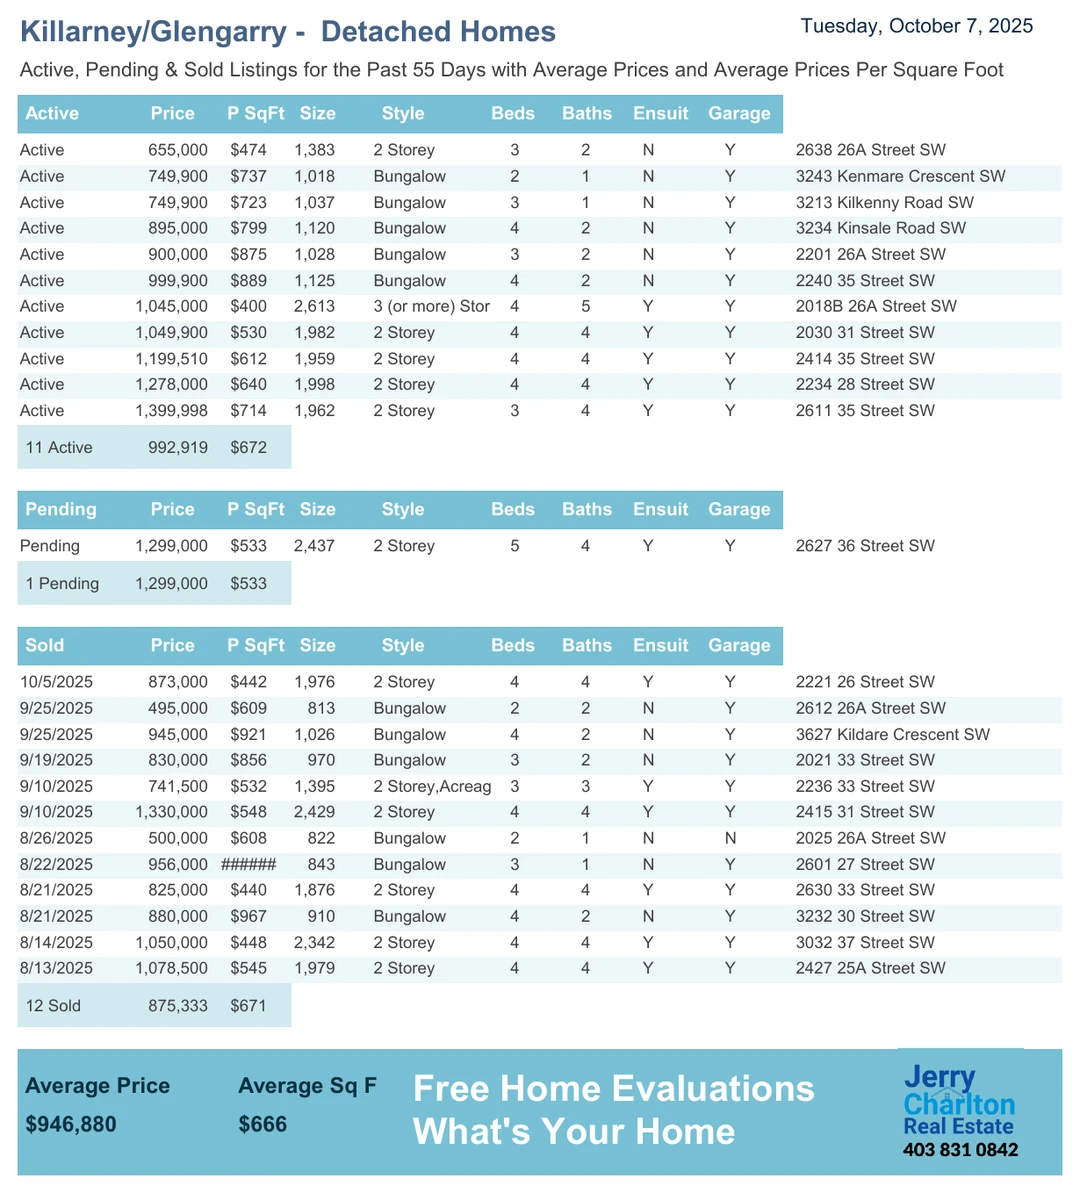 Killarney/Glengarry -  Detached Homes
Tuesday, October 7, 2025
Active, Pending & Sold Listings for the Past 55 Days with Average Prices and Average Prices Per Square Foot
Active Price P SqFt Size Style Beds Baths Ensuit Garage
Active 655,000 $474 1,383 2 Storey 3 2 N Y 2638 26A Street SW
Active 749,900 $737 1,018 Bungalow 2 1 N Y 3243 Kenmare Crescent SW
Active 749,900 $723 1,037 Bungalow 3 1 N Y 3213 Kilkenny Road SW
Active 895,000 $799 1,120 Bungalow 4 2 N Y 3234 Kinsale Road SW
Active 900,000 $875 1,028 Bungalow 3 2 N Y 2201 26A Street SW
Active 999,900 $889 1,125 Bungalow 4 2 N Y 2240 35 Street SW
Active 1,045,000 $400 2,613 3 (or more) Stor 4 5 Y Y 2018B 26A Street SW
Active 1,049,900 $530 1,982 2 Storey 4 4 Y Y 2030 31 Street SW
Active 1,199,510 $612 1,959 2 Storey 4 4 Y Y 2414 35 Street SW
Active 1,278,000 $640 1,998 2 Storey 4 4 Y Y 2234 28 Street SW
Active 1,399,998 $714 1,962 2 Storey 3 4 Y Y 2611 35 Street SW
11 Active 992,919 $672
Pending Price P SqFt Size Style Beds Baths Ensuit Garage
Pending 1,299,000 $533 2,437 2 Storey 5 4 Y Y 2627 36 Street SW
1 Pending 1,299,000 $533
Sold Price P SqFt Size Style Beds Baths Ensuit Garage
10/5/2025 873,000 $442 1,976 2 Storey 4 4 Y Y 2221 26 Street SW
9/25/2025 495,000 $609 813 Bungalow 2 2 N Y 2612 26A Street SW
9/25/2025 945,000 $921 1,026 Bungalow 4 2 N Y 3627 Kildare Crescent SW
9/19/2025 830,000 $856 970 Bungalow 3 2 N Y 2021 33 Street SW
9/10/2025 741,500 $532 1,395 2 Storey,Acreag 3 3 Y Y 2236 33 Street SW
9/10/2025 1,330,000 $548 2,429 2 Storey 4 4 Y Y 2415 31 Street SW
8/26/2025 500,000 $608 822 Bungalow 2 1 N N 2025 26A Street SW
8/22/2025 956,000 ###### 843 Bungalow 3 1 N Y 2601 27 Street SW
8/21/2025 825,000 $440 1,876 2 Storey 4 4 Y Y 2630 33 Street SW
8/21/2025 880,000 $967 910 Bungalow 4 2 N Y 3232 30 Street SW
8/14/2025 1,050,000 $448 2,342 2 Storey 4 4 Y Y 3032 37 Street SW
8/13/2025 1,078,500 $545 1,979 2 Storey 4 4 Y Y 2427 25A Street SW
12 Sold 875,333 $671
Average Price Average Sq F
$946,880 $666
Free Home Evaluations
What's Your Home
Jerry
Charlton
Real Estate
403 831 0842